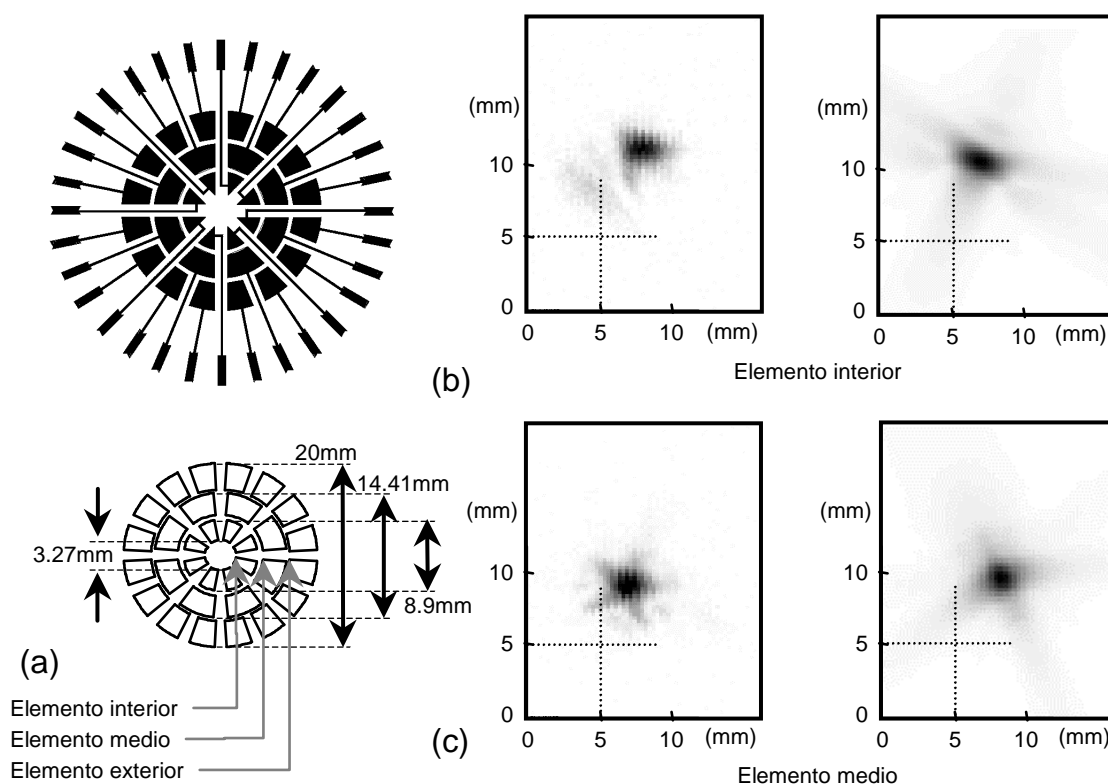 (mm)
10
5
0
0
5
10
(mm)
(mm)
10
5
0
0
5
10
(mm)
(b)
Elemento interior
20mm
14.41mm
3.27mm
8.9mm
(a)
Elemento interior
Elemento medio
Elemento exterior
(mm)
10
5
0
0
5
10
(mm)
(mm)
10
5
0
0
5
10
(mm)
(c)
Elemento medio